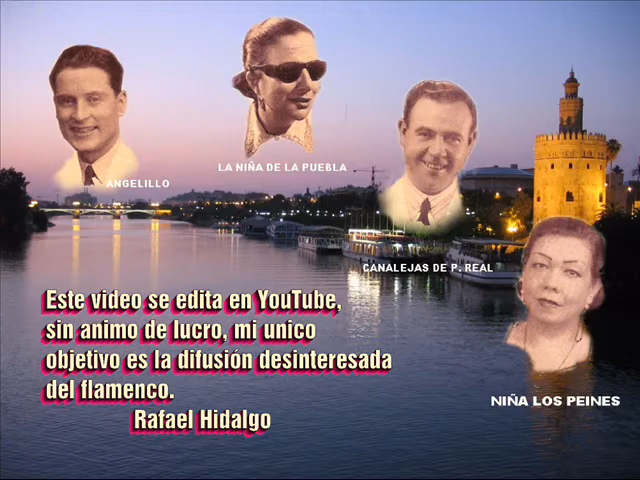 LA NIÑA DE LA PUEBLA
ANGELILLO
CANALEJAS DE P. REAL
Este video se edita en YouTube,
sin animo de lucro, mi unico
objetivo es la difusión desinteresada
del flamenco.
Rafael Hidalgo
NIÑA LOS PEINES